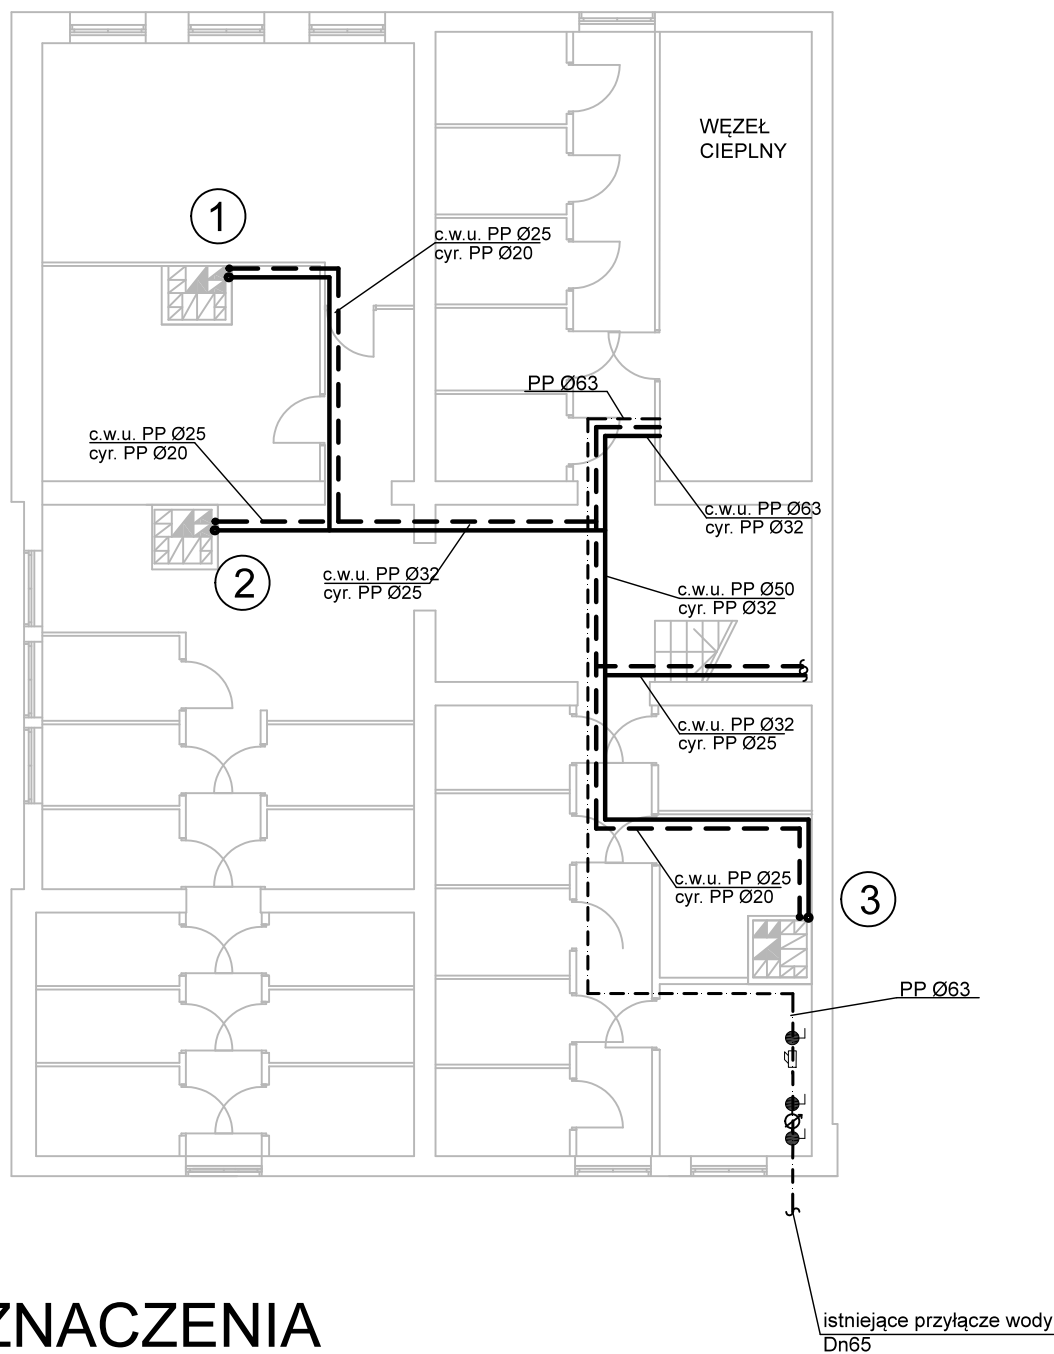 WĘZEŁ
CIEPLNY
1
c.w.u. PP Ø25
cyr. PP Ø20
PP Ø63
c.w.u. PP Ø25
cyr. PP Ø20
c.w.u. PP Ø63
cyr. PP Ø32
2
c.w.u. PP Ø32
cyr. PP Ø25
c.w.u. PP Ø50
cyr. PP Ø32
c.w.u. PP Ø32
cyr. PP Ø25
c.w.u. PP Ø25
cyr. PP Ø20
3
PP Ø63
ZNACZENIA
istniejące przyłącze wody
Dn65